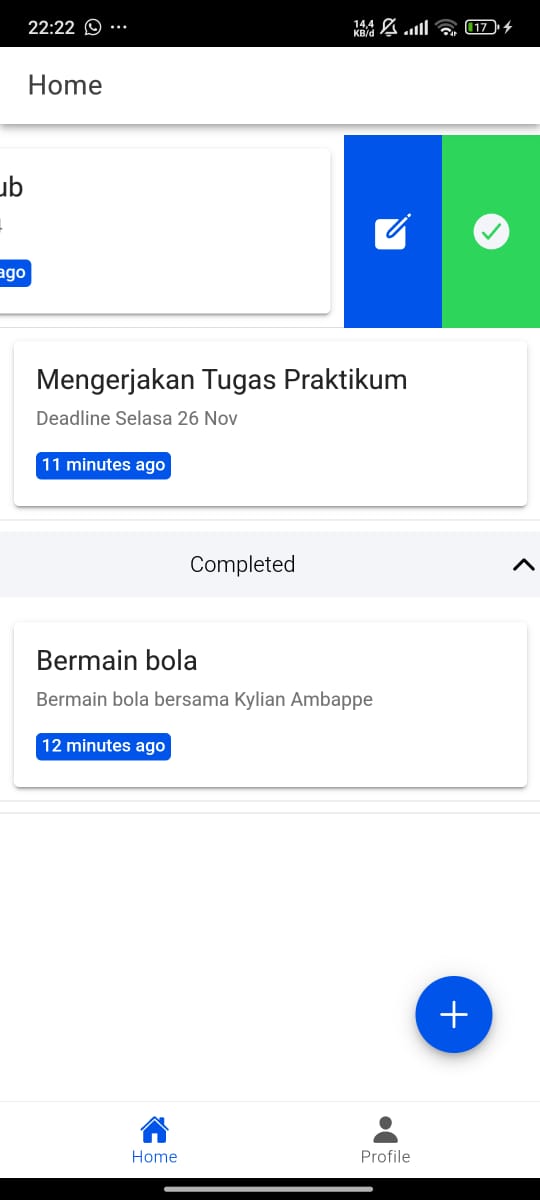 22:22
14,4
KB/d
17
Home
ub
ago
Mengerjakan Tugas Praktikum
Deadline Selasa 26 Nov
11 minutes ago
Completed
Bermain bola
Bermain bola bersama Kylian Ambappe
12 minutes ago
Home
Profile